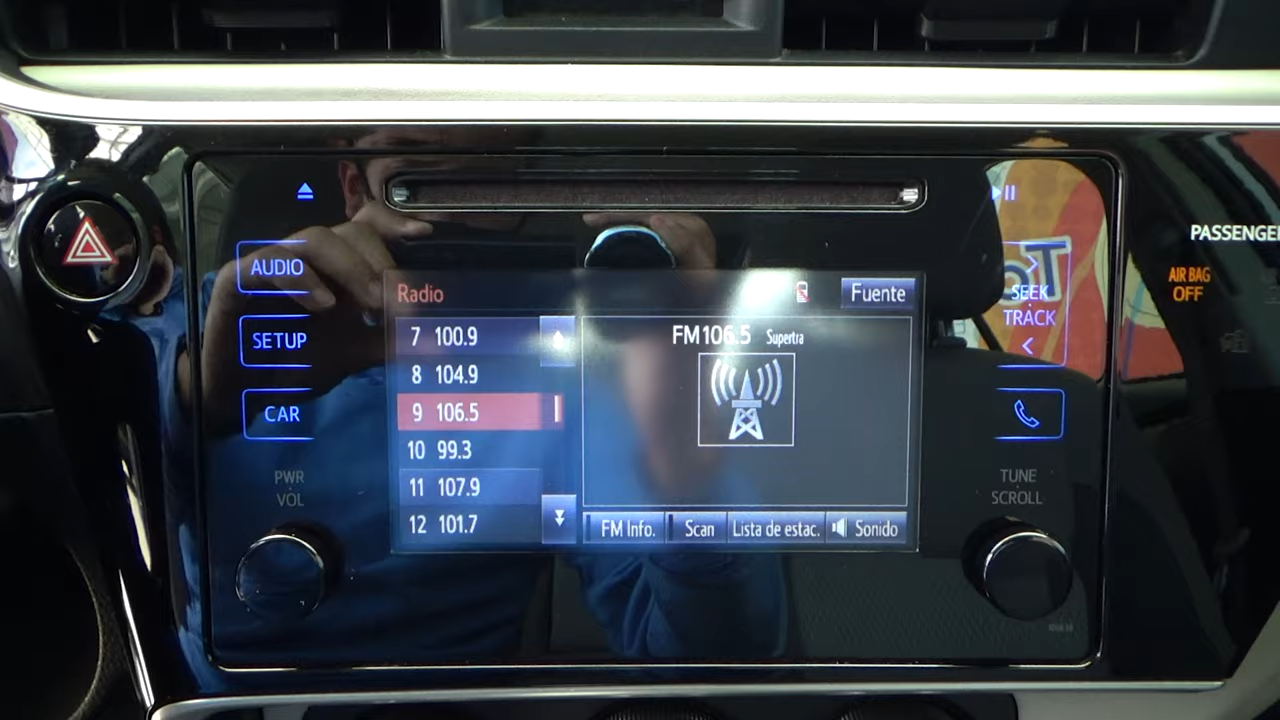 AUDIO
SETUP
CAR
PWR
VOL
Radio
Fuente
7 100.9
8 104.9
9 106.5
10 99.3
11 107.9
12 101.7
FM106.5 Supertra
FM Info. Scan Lista de estac. Sonido
SEEK
TRACK
TUNE
SCROLL
PASSENGER
AIR BAG
OFF